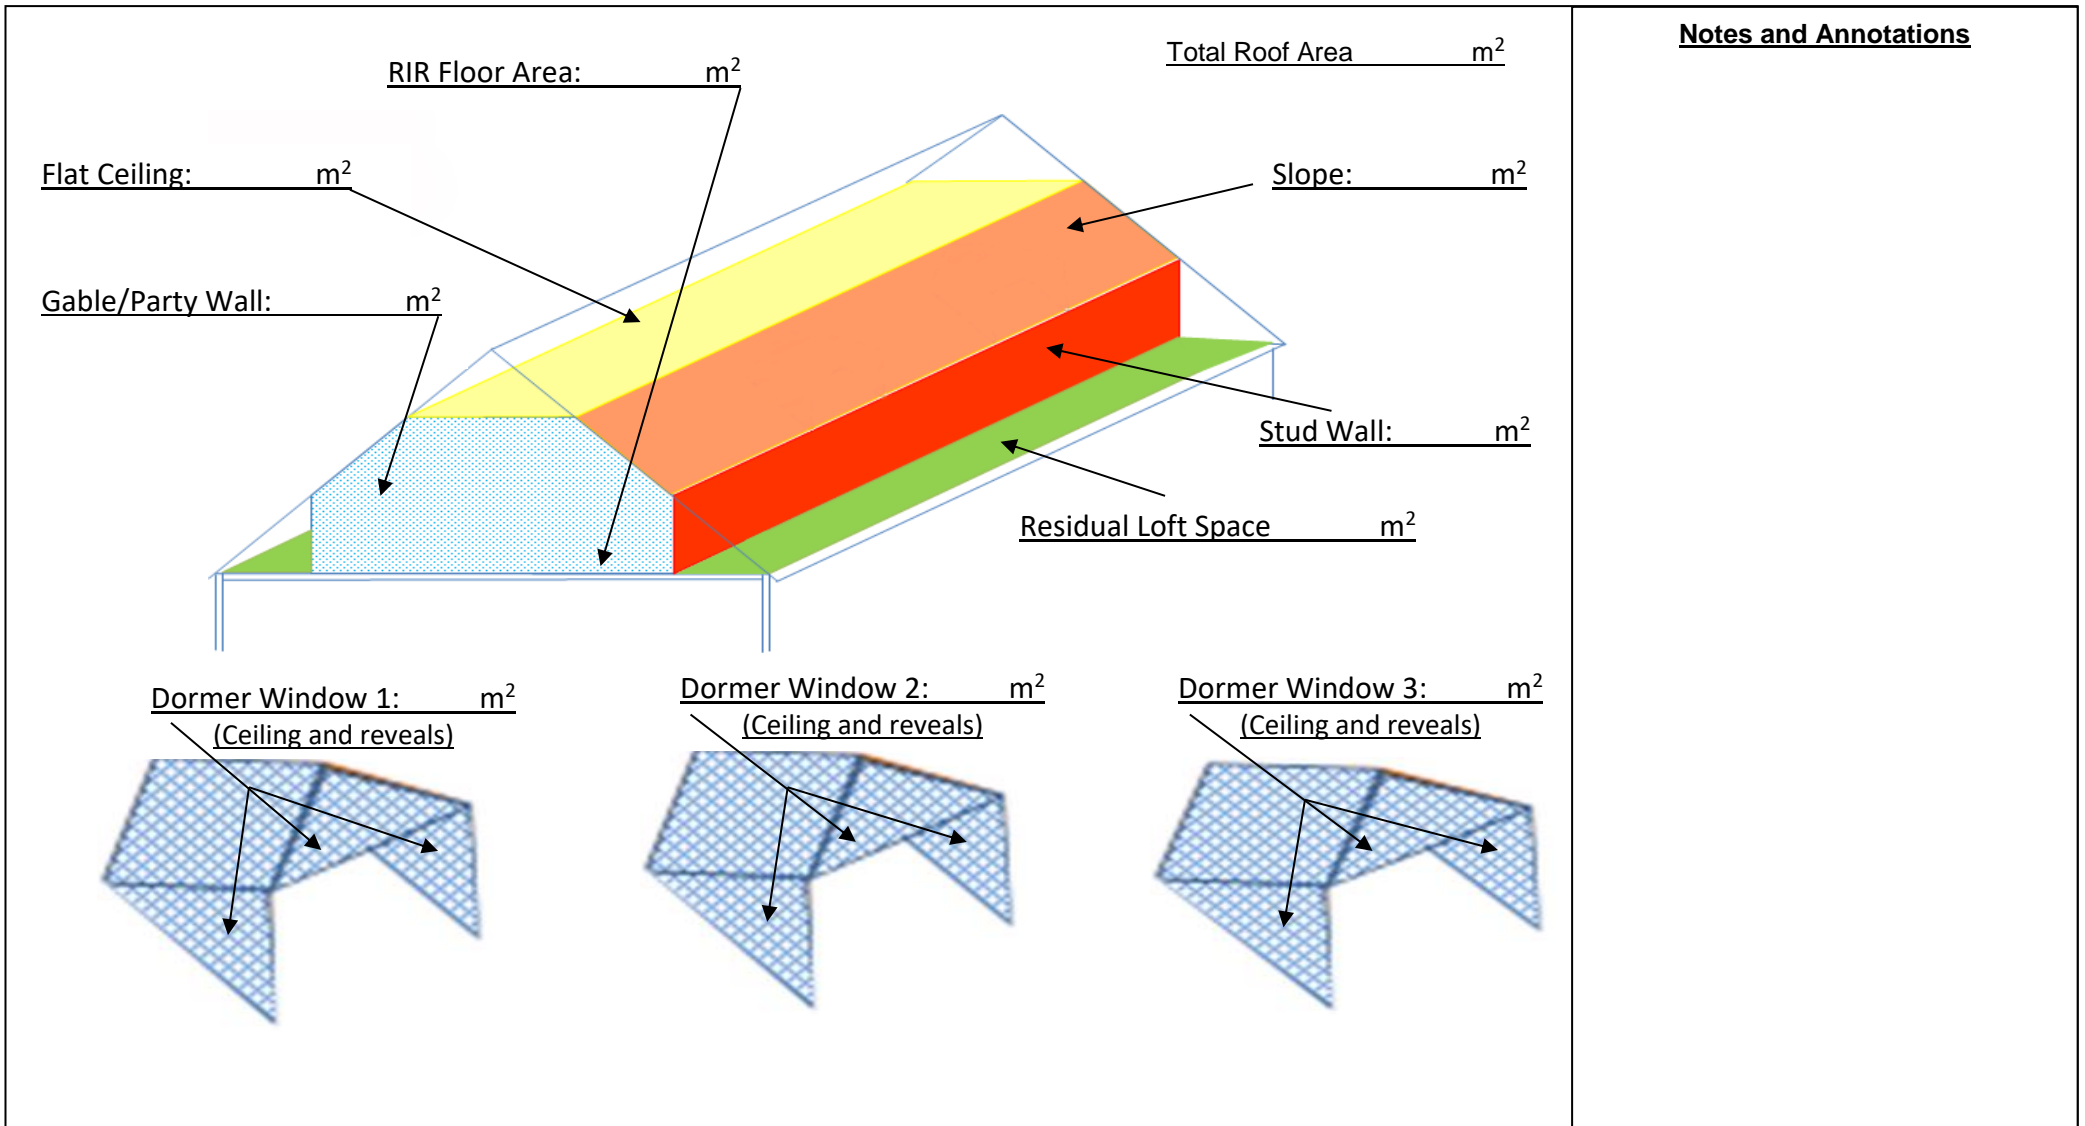 Total Roof Area m²
RIR Floor Area: m²
Flat Ceiling: m²
Slope: m²
Gable/Party Wall: m²
Stud Wall: m²
Residual Loft Space m²
Dormer Window 1: m²
(Ceiling and reveals)
Dormer Window 2: m²
(Ceiling and reveals)
Dormer Window 3: m²
(Ceiling and reveals)
Notes and Annotations